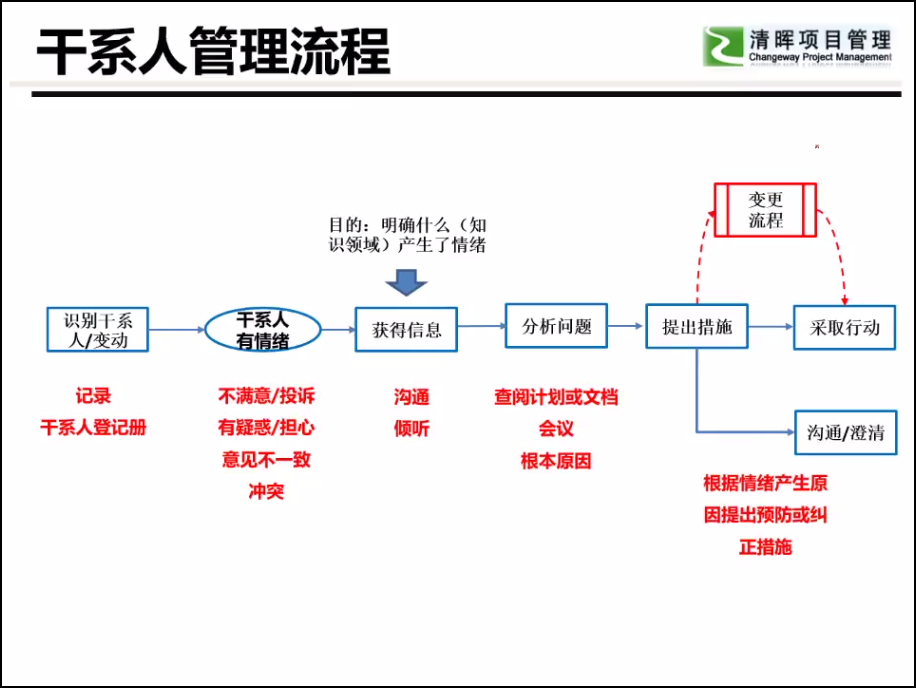 干系人管理流程
清晖项目管理
Changeway Project Management
变更
流程
目的：明确什么（知
识领域）产生了情绪
识别干系
人/变动
干系人
有情绪
获得信息
分析问题
提出措施
采取行动
记录
干系人登记册
不满意/投诉
有疑惑/担心
意见不一致
冲突
沟通
倾听
查阅计划或文档
会议
根本原因
沟通/澄清
根据情绪产生原
因提出预防或纠
正措施